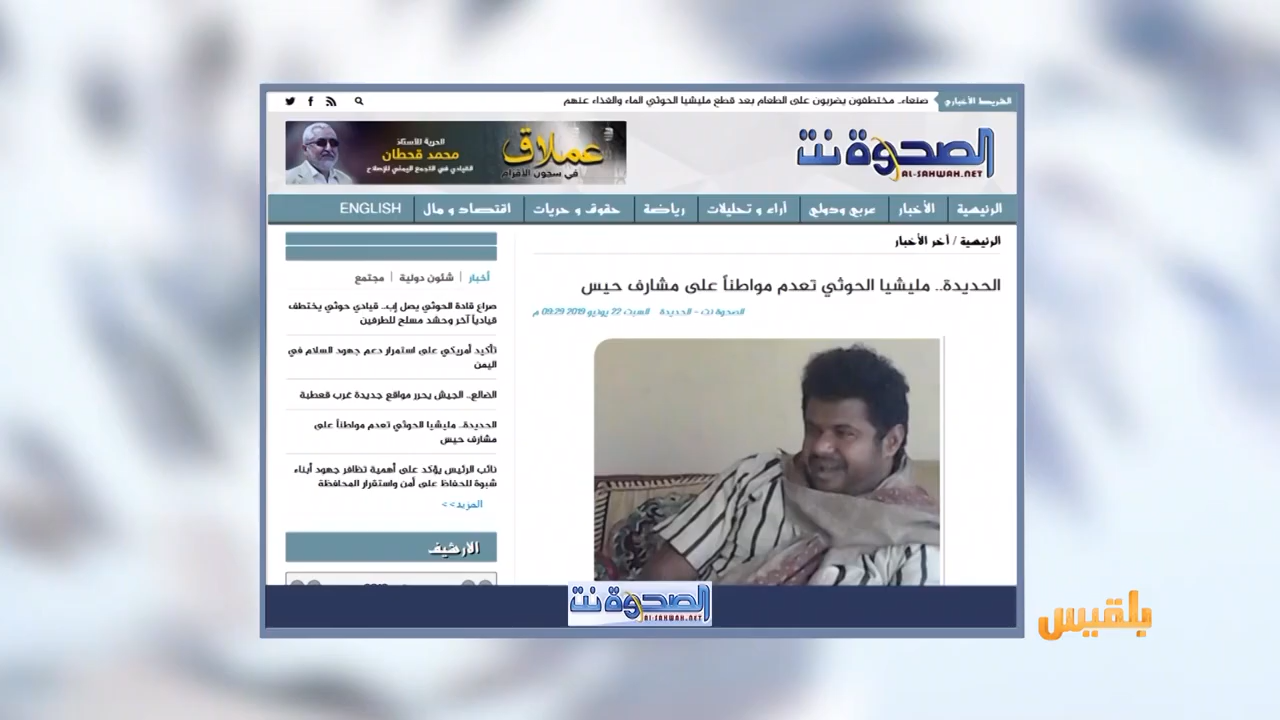 الشريط الأخباري
صنعاء.. مختطفون يضربون على الطعام بعد قطع مليشيا الحوثي الماء والغذاء عنهم
الصحوة نت
AL-SAHWAH.NET
عملاق
في سجون الأقزام
الحرية للأستاذ
محمد قحطان
القيادي في التجمع اليمني للإصلاح
الرئيسية
الأخبار
عربي ودولي
أراء و تحليلات
رياضة
حقوق و حريات
اقتصاد و مال
ENGLISH
الرئيسية / آخر الأخبار
الحديدة.. مليشيا الحوثي تعدم مواطناً على مشارف حيس
الصحوة نت - الحديدة السبت 22 يونيو 2019 09:29 م
أخبار | شئون دولية | مجتمع
صراع قادة الحوثي يصل إب.. قيادي حوثي يختطف
قيادياً آخر وحشد مسلح للطرفين
تأكيد أمريكي على استمرار دعم جهود السلام في
اليمن
الضالع.. الجيش يحرر مواقع جديدة غرب قعطبة
الحديدة.. مليشيا الحوثي تعدم مواطناً على
مشارف حيس
نائب الرئيس يؤكد على أهمية تظافر جهود أبناء
شبوة للحفاظ على أمن واستقرار المحافظة
المزيد>>
الارشيف
الصحوة نت
AL-SAHWAH.NET
بلقيس